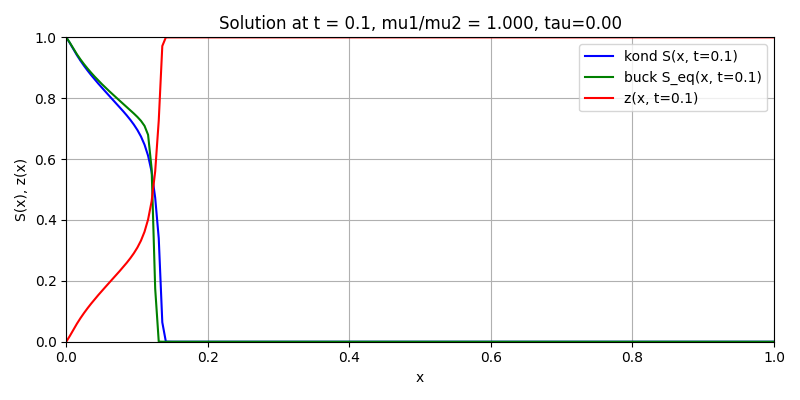 Solution at t = 0.1, mu1/mu2 = 1.000, tau=0.00
kond S(x, t=0.1)
buck S_eq(x, t=0.1)
z(x, t=0.1)
S(x), z(x)
1.0
0.8
0.6
0.4
0.2
0.0
0.0 0.2 0.4 0.6 0.8 1.0
x